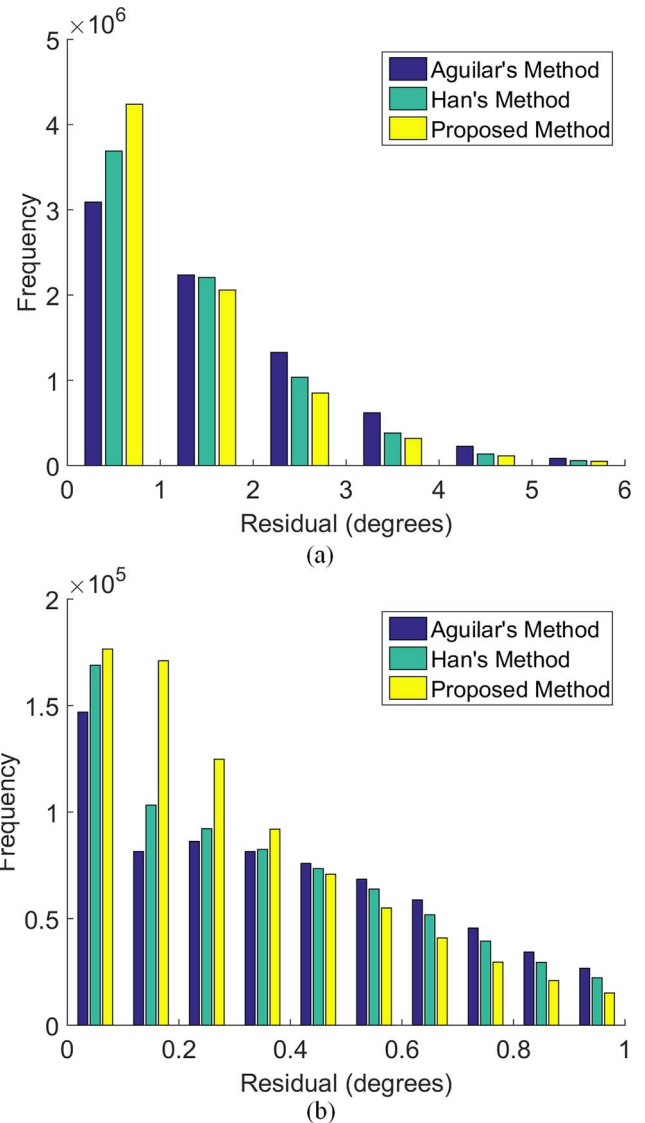 ×10^6
5
4
3
2
1
0
Frequency
Aguilar's Method
Han's Method
Proposed Method
0 1 2 3 4 5 6
Residual (degrees)
(a)
×10^5
2
1.5
1
0.5
0
Frequency
Aguilar's Method
Han's Method
Proposed Method
0 0.2 0.4 0.6 0.8 1
Residual (degrees)
(b)